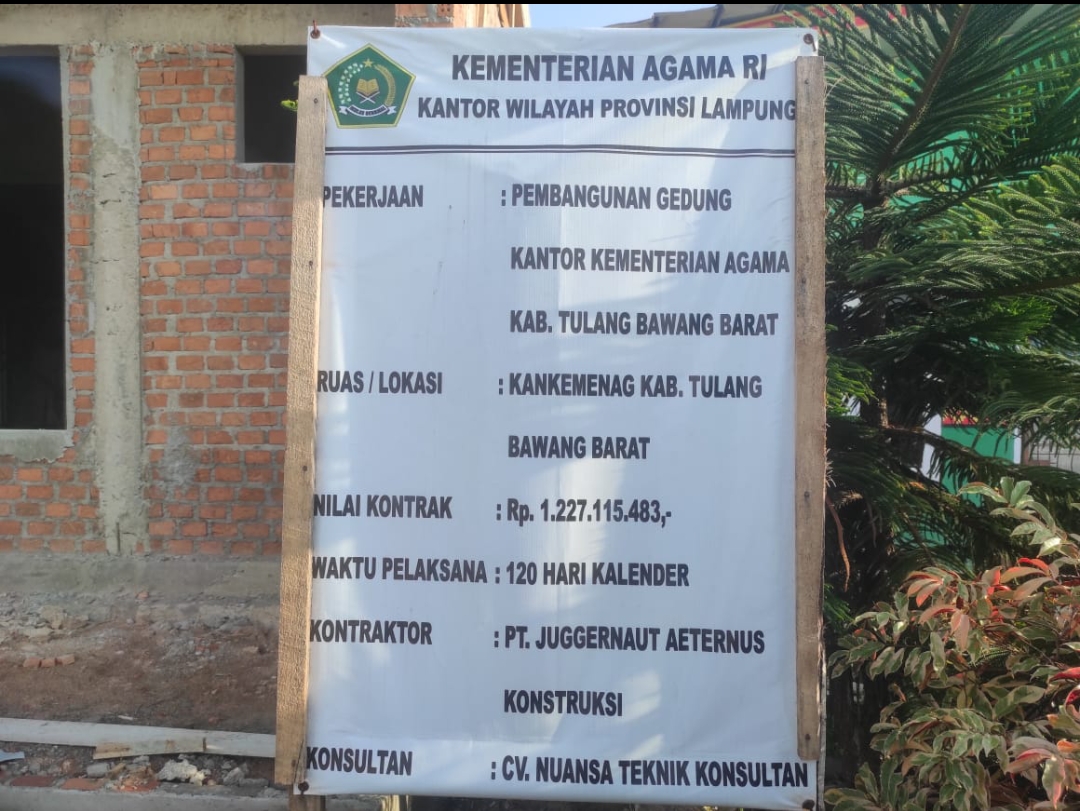 KEMENTERIAN AGAMA RI
KANTOR WILAYAH PROVINSI LAMPUNG
PEKERJAAN : PEMBANGUNAN GEDUNG
KANTOR KEMENTERIAN AGAMA
KAB. TULANG BAWANG BARAT
RUAS / LOKASI : KANKEMENAG KAB. TULANG
BAWANG BARAT
NILAI KONTRAK : Rp. 1.227.115.483,-
WAKTU PELAKSANA : 120 HARI KALENDER
KONTRAKTOR : PT. JUGGERNAUT AETERNUS
KONSTRUKSI
KONSULTAN : CV. NUANSA TEKNIK KONSULTAN